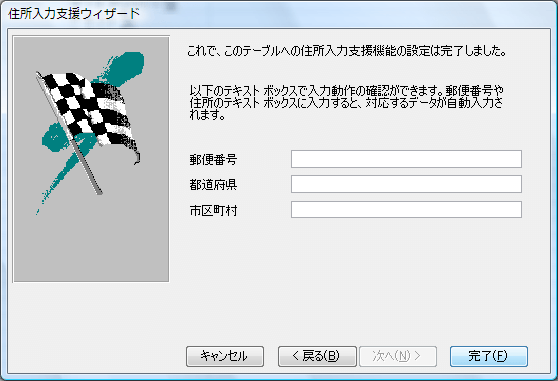 住所入力支援ウィザード
これで、このテーブルへの住所入力支援機能の設定は完了しました。
以下のテキスト ボックスで入力動作の確認ができます。郵便番号や
住所のテキスト ボックスに入力すると、対応するデータが自動入力さ
れます。
郵便番号
都道府県
市区町村
キャンセル
< 戻る(B)
次へ(N) >
完了(F)